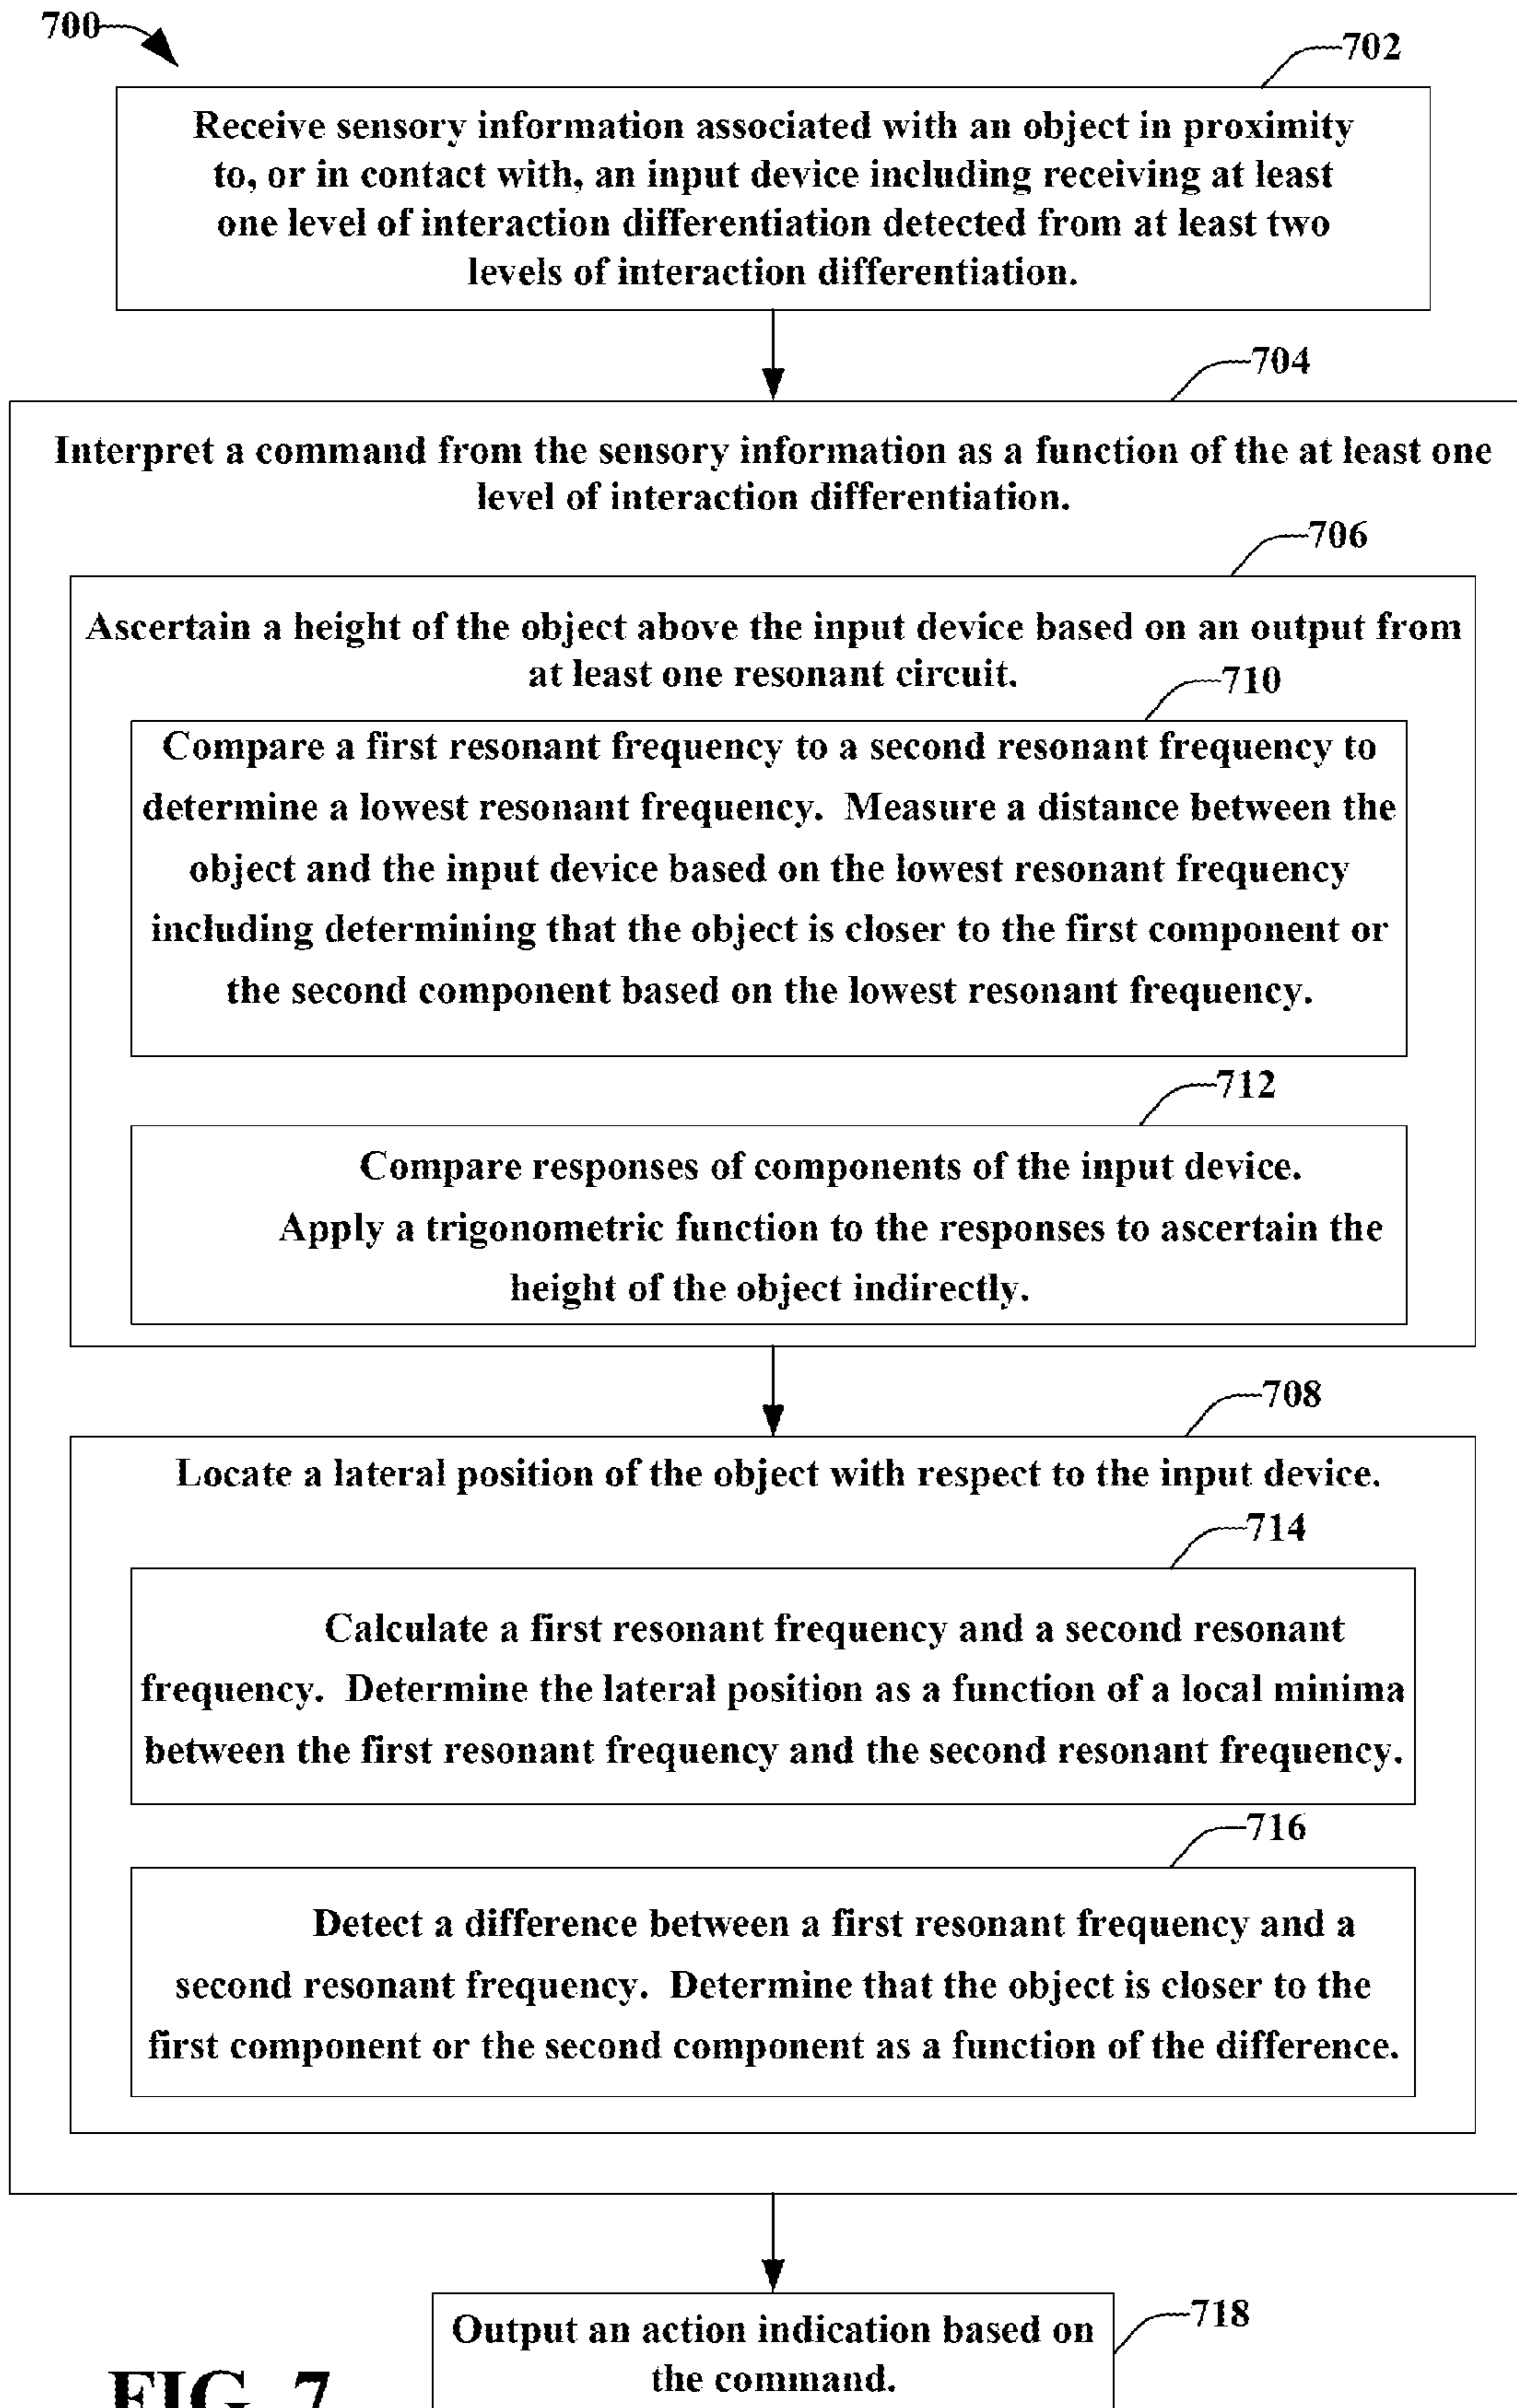 700
702
Receive sensory information associated with an object in proximity
to, or in contact with, an input device including receiving at least
one level of interaction differentiation detected from at least two
levels of interaction differentiation.
704
Interpret a command from the sensory information as a function of the at least one
level of interaction differentiation.
706
Ascertain a height of the object above the input device based on an output from
at least one resonant circuit.
710
Compare a first resonant frequency to a second resonant frequency to
determine a lowest resonant frequency.  Measure a distance between the
object and the input device based on the lowest resonant frequency
including determining that the object is closer to the first component or
the second component based on the lowest resonant frequency.
712
Compare responses of components of the input device.
Apply a trigonometric function to the responses to ascertain the
height of the object indirectly.
708
Locate a lateral position of the object with respect to the input device.
714
Calculate a first resonant frequency and a second resonant
frequency.  Determine the lateral position as a function of a local minima
between the first resonant frequency and the second resonant frequency.
716
Detect a difference between a first resonant frequency and a
second resonant frequency.  Determine that the object is closer to the
first component or the second component as a function of the difference.
718
Output an action indication based on
the command.
FIG. 7